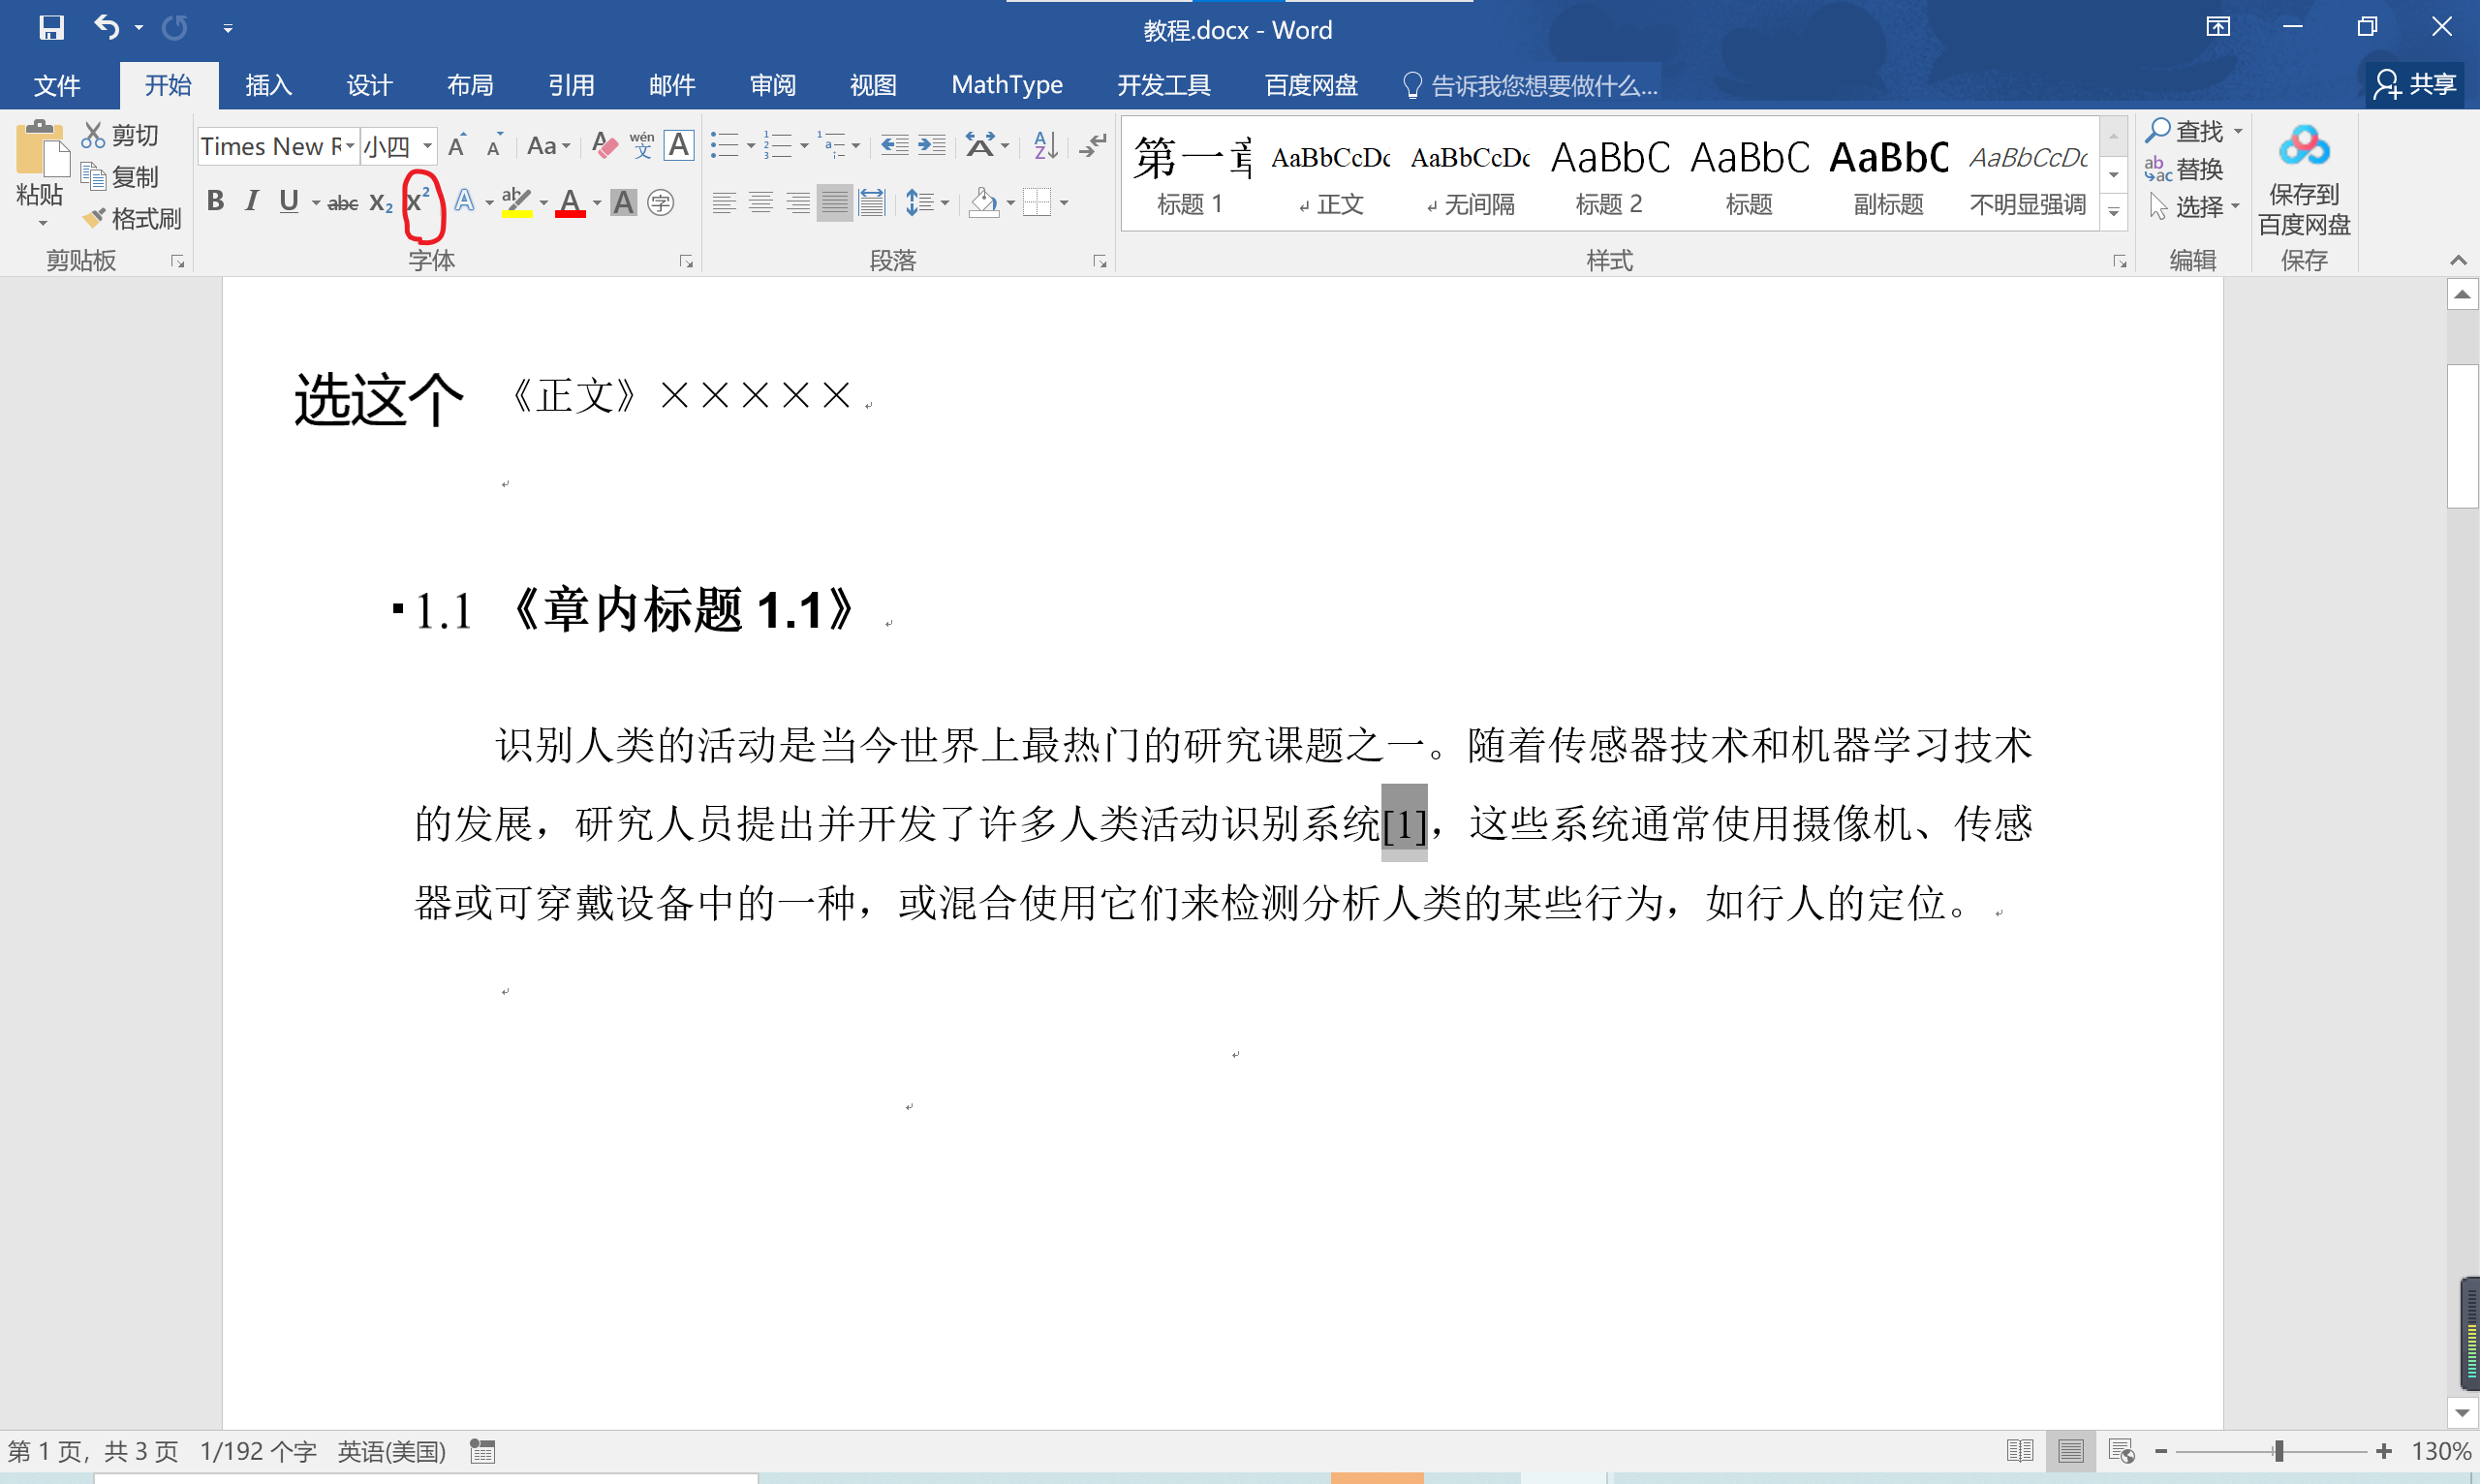 教程.docx - Word
文件 开始 插入 设计 布局 引用 邮件 审阅 视图 MathType 开发工具 百度网盘 告诉我您想要做什么... 共享
粘贴 剪切 复制 格式刷
剪贴板
Times New R 小四 A A Aa A wén 文 A
B I U abc X₂ X² A ab A A 字
字体
段落
第一章 AaBbCcDc AaBbCcDc AaBbC AaBbC AaBbC AaBbCcDc
标题 1 正文 无间隔 标题 2 标题 副标题 不明显强调
样式
查找
替换
选择
编辑
保存到
百度网盘
保存
选这个 《正文》×××××
1.1 《章内标题 1.1》
识别人类的活动是当今世界上最热门的研究课题之一。随着传感器技术和机器学习技术
的发展，研究人员提出并开发了许多人类活动识别系统[1]，这些系统通常使用摄像机、传感
器或可穿戴设备中的一种，或混合使用它们来检测分析人类的某些行为，如行人的定位。
第 1 页，共 3 页 1/192 个字 英语(美国) 130%